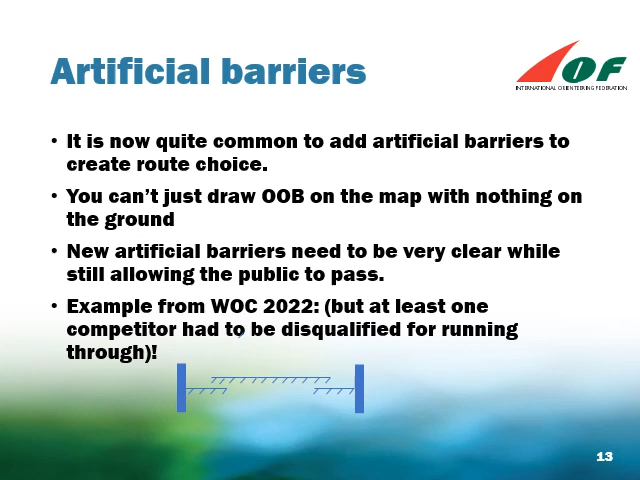 Artificial barriers
IOF
INTERNATIONAL ORIENTEERING FEDERATION
• It is now quite common to add artificial barriers to
create route choice.
• You can’t just draw OOB on the map with nothing on
the ground
• New artificial barriers need to be very clear while
still allowing the public to pass.
• Example from WOC 2022: (but at least one
competitor had to be disqualified for running
through)!
13